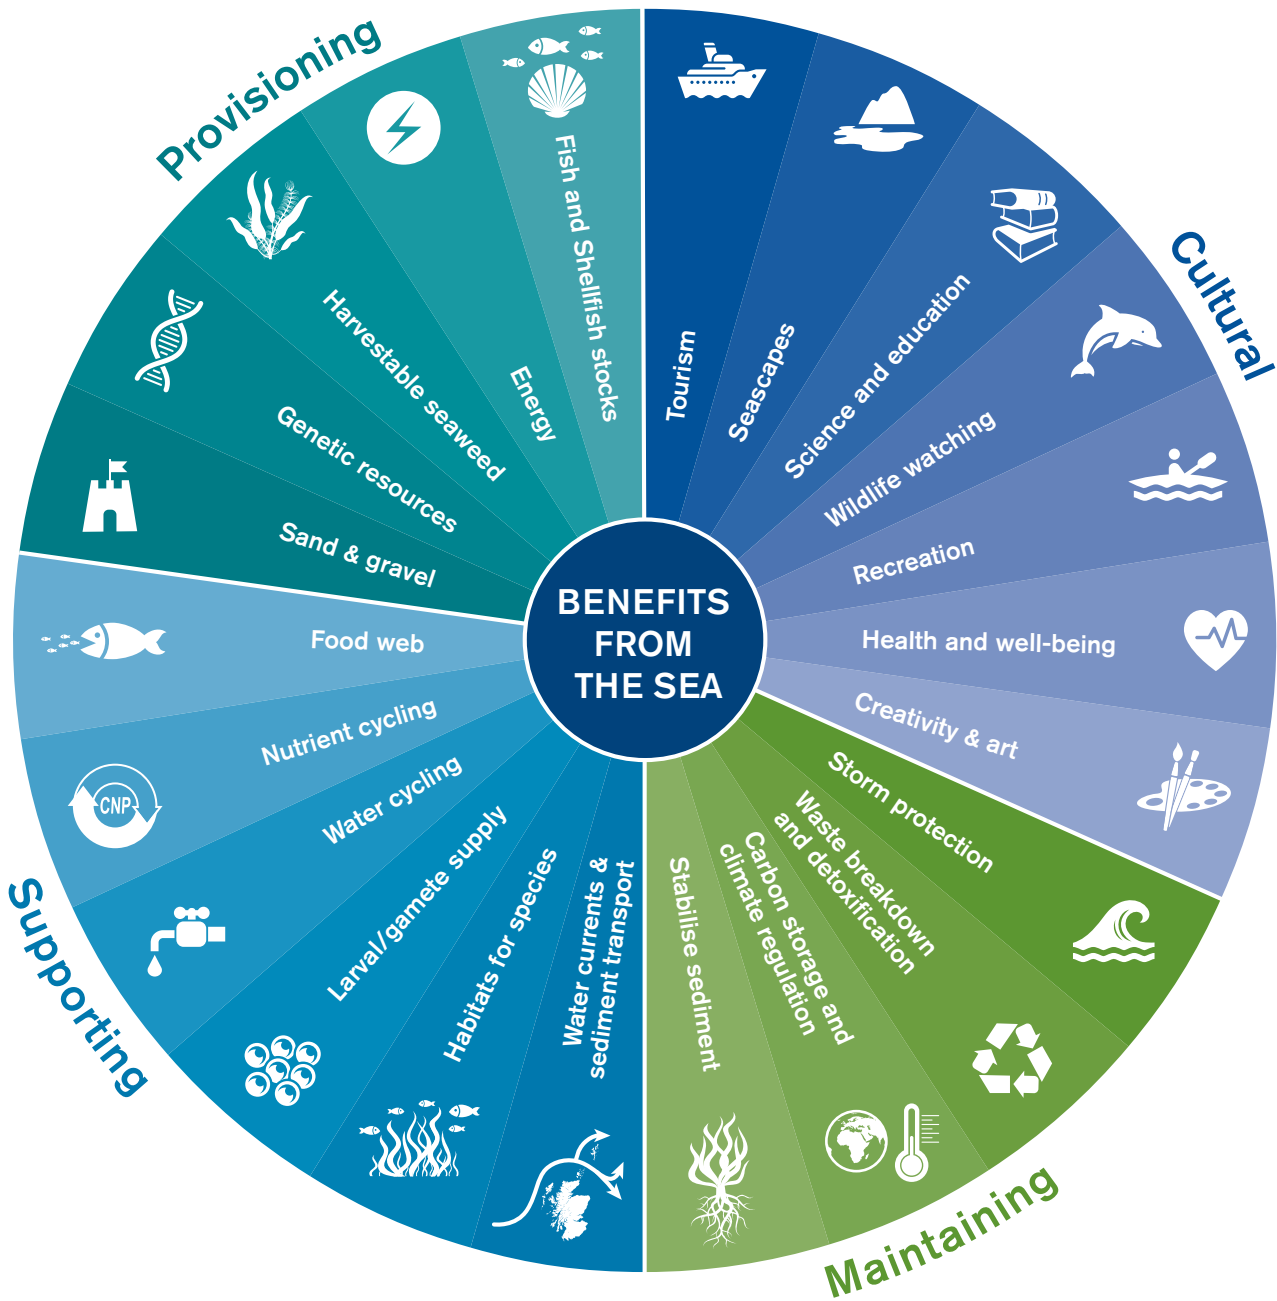 BENEFITS
FROM
THE SEA
Provisioning
Fish and Shellfish stocks
Energy
Harvestable seaweed
Genetic resources
Sand & gravel
Cultural
Tourism
Seascapes
Science and education
Wildlife watching
Recreation
Health and well-being
Creativity & art
Maintaining
Storm protection
Waste breakdown
and detoxification
Carbon storage and
climate regulation
Stabilise sediment
Supporting
Water currents &
sediment transport
Habitats for species
Larval/gamete supply
Water cycling
Nutrient cycling
CNP
Food web